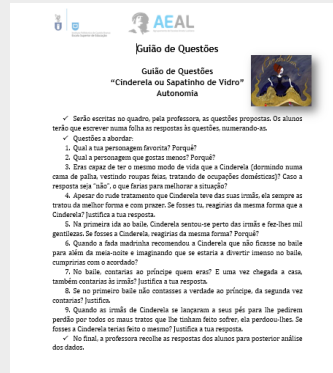 AEAL
Guião de Questões
Guião de Questões
"Cinderela ou Sapatinho de Vidro"
Autonomia
✓ Serão escritas no quadro, pela professora, as questões propostas. Os alunos
terão que escrever numa folha as respostas às questões, numerando-as.
✓ Questões a abordar:
1. Qual a tua personagem favorita? Porquê?
2. Qual a personagem que gostas menos? Porquê?
3. Eras capaz de ter o mesmo modo de vida que a Cinderela (dormindo numa
cama de palha, vestindo roupas feias, tratando de ocupações domésticas)? Caso a
resposta seja "não", o que farias para melhorar a situação?
4. Apesar do rude tratamento que Cinderela teve das suas irmãs, ela sempre as
tratou da melhor forma e com prazer. Se fosses tu, reagirias da mesma forma que a
Cinderela? Justifica a tua resposta.
5. Na primeira ida ao baile, Cinderela sentou-se perto das irmãs e fez-lhes mil
gentilezas. Se fosses a Cinderela, reagirias da mesma forma? Porquê?
6. Quando a fada madrinha recomendou a Cinderela que não ficasse no baile
para além da meia-noite e imaginando que se estaria a divertir imenso no baile,
cumpririas com o acordado?
7. No baile, contarias ao príncipe quem eras? E uma vez chegada a casa,
também contarias às irmãs? Justifica a tua resposta.
8. Se no primeiro baile não contasses a verdade ao príncipe, da segunda vez
contarias? Justifica.
9. Quando as irmãs de Cinderela se lançaram a seus pés para lhe pedirem
perdão por todos os maus tratos que lhe tinham feito sofrer, ela perdoou-lhes. Se
fosses a Cinderela terias feito o mesmo? Justifica a tua resposta.
✓ No final, a professora recolhe as respostas dos alunos para posterior análise
dos dados.